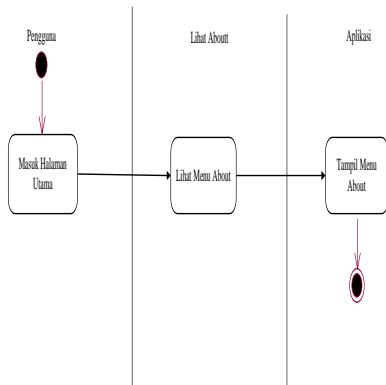 Pengguna
Lihat Aboutt
Aplikasi
Masuk Halaman
Utama
Lihat Menu About
Tampil Menu
About